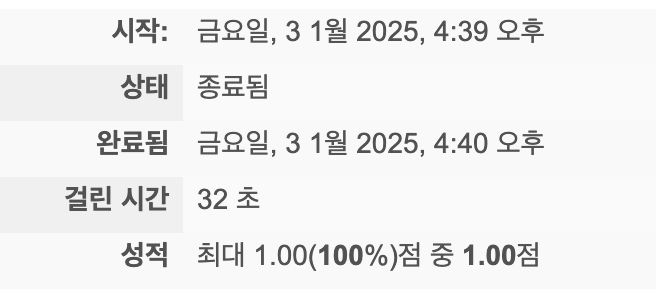 시작: 금요일, 3 1월 2025, 4:39 오후
상태 종료됨
완료됨 금요일, 3 1월 2025, 4:40 오후
걸린 시간 32 초
성적 최대 1.00(100%)점 중 1.00점